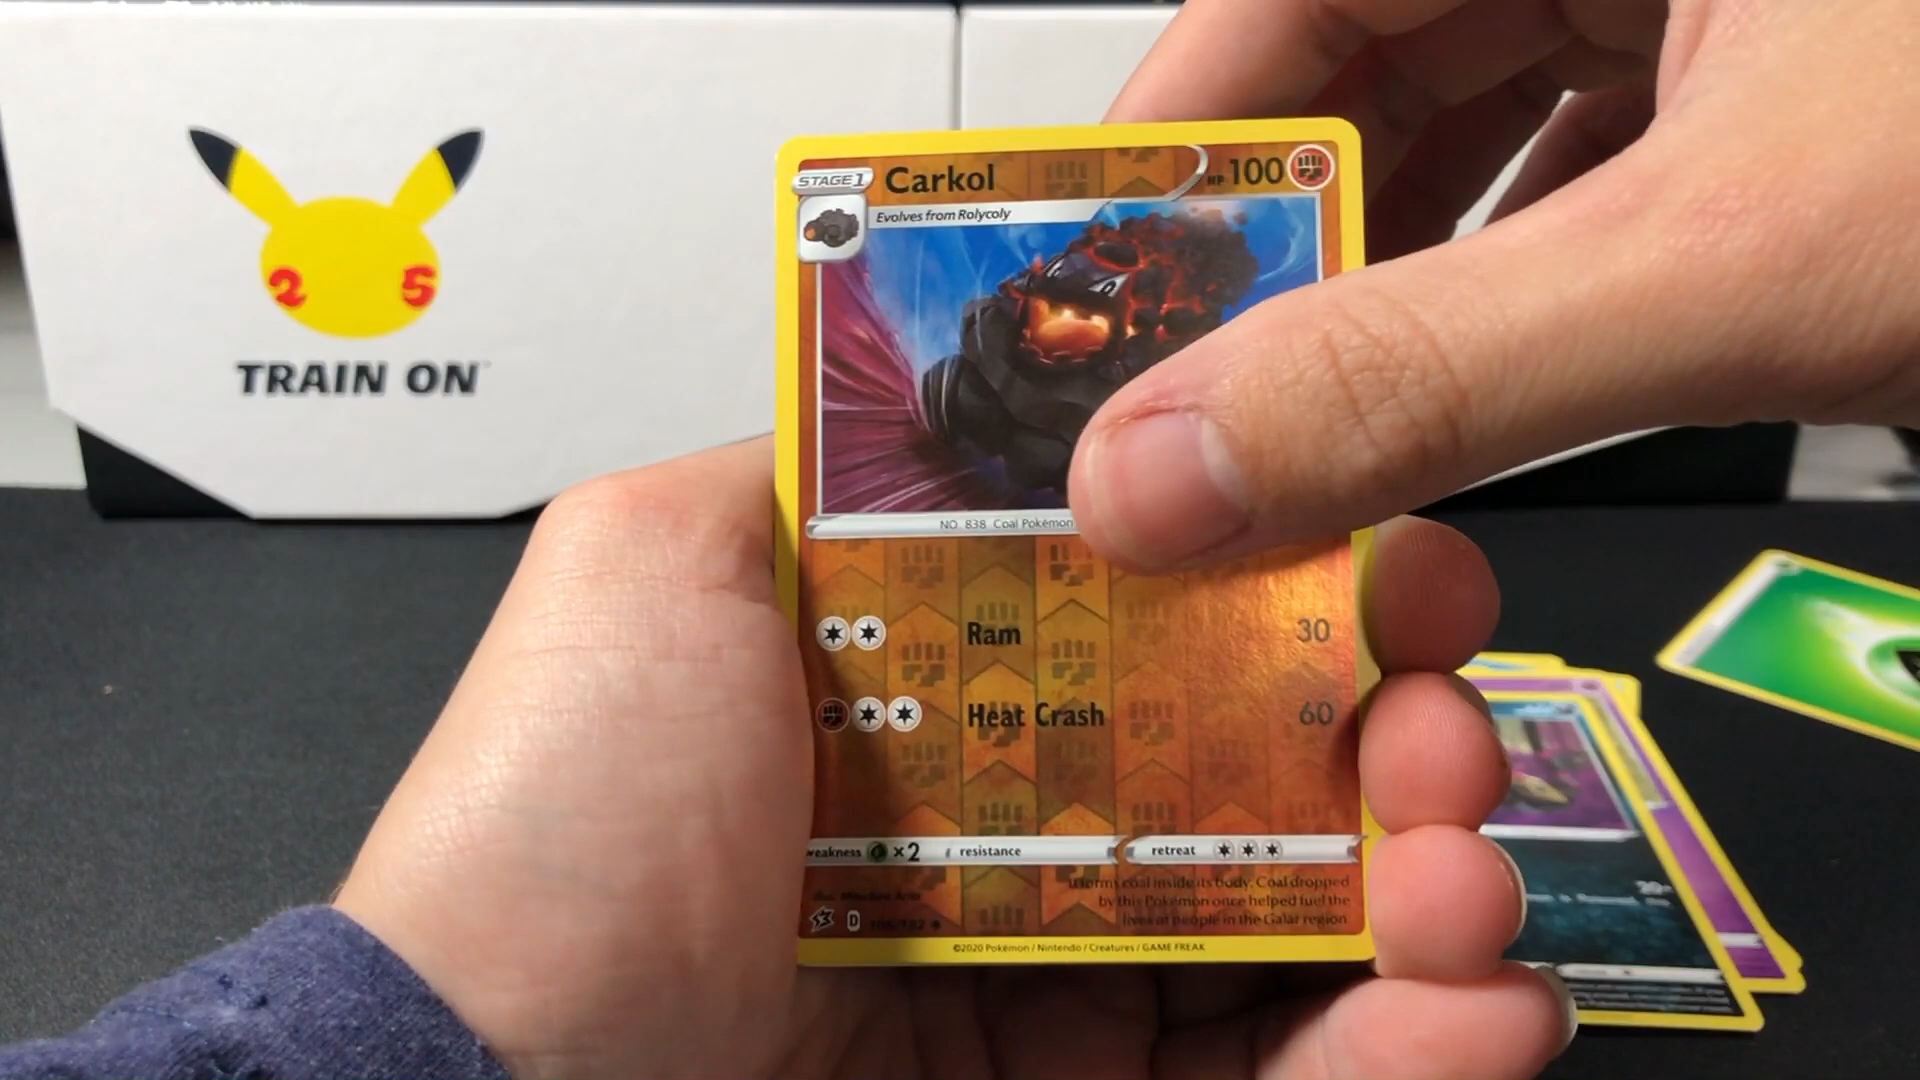 25
TRAIN ON
STAGE 1
Carkol
HP 100
Evolves from Rolycoly
NO. 838 Coal Pokémon
Ram 30
Heat Crash 60
weakness ×2 resistance retreat
It forms coal inside its body. Coal dropped
by this Pokémon once helped fuel the
lives of people in the Galar region.
D
©2020 Pokémon / Nintendo / Creatures / GAME FREAK